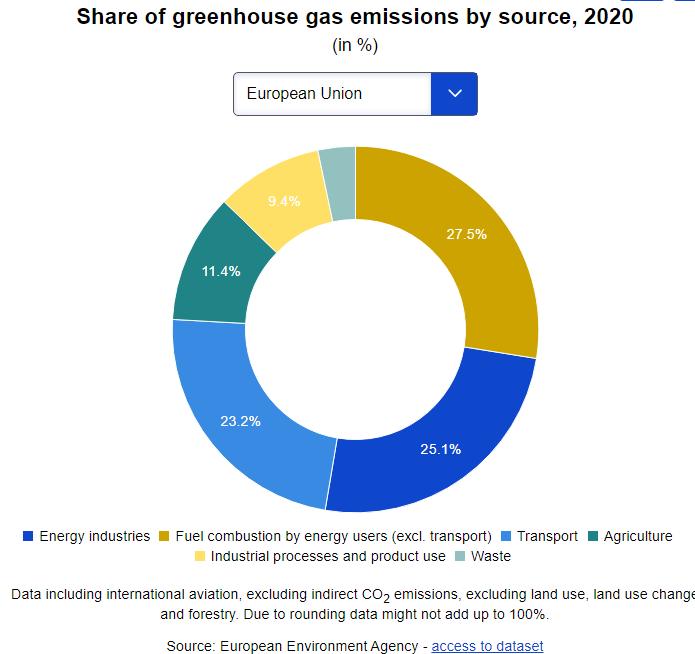 Share of greenhouse gas emissions by source, 2020
(in %)
European Union
9.4%
27.5%
11.4%
23.2%
25.1%
Energy industries Fuel combustion by energy users (excl. transport) Transport Agriculture
Industrial processes and product use Waste
Data including international aviation, excluding indirect CO2 emissions, excluding land use, land use change
and forestry. Due to rounding data might not add up to 100%.
Source: European Environment Agency - access to dataset